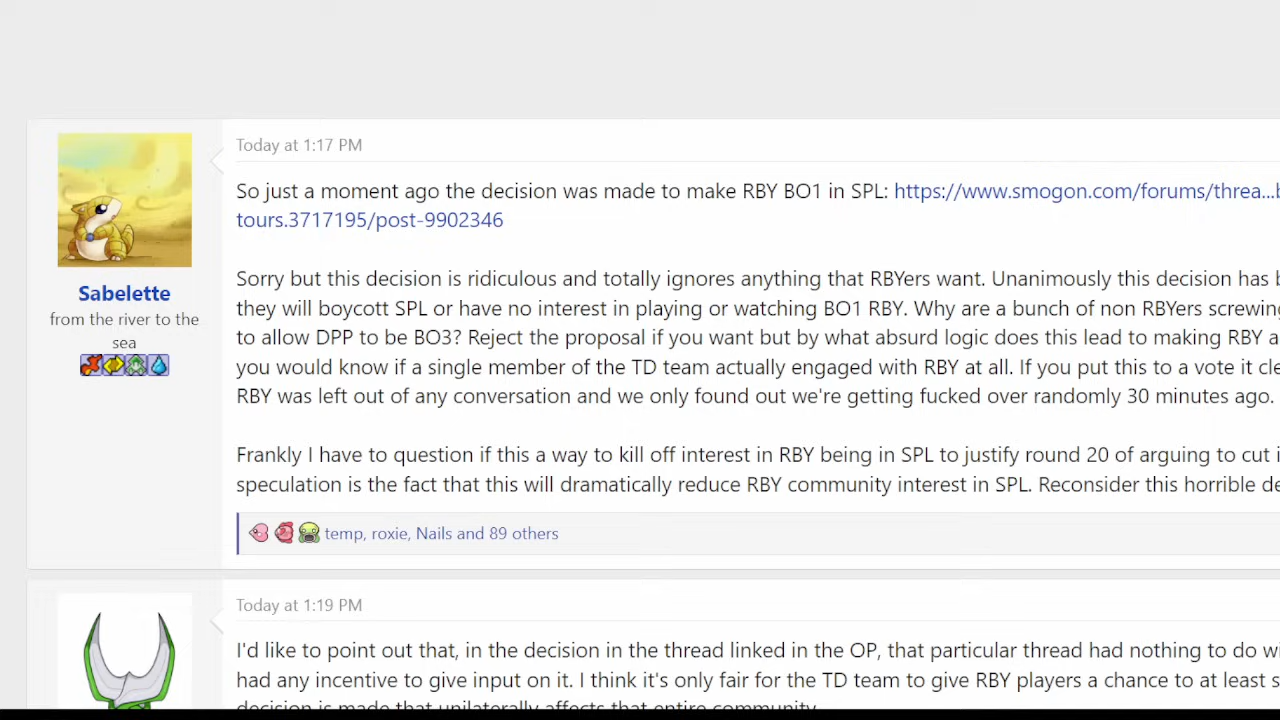 Today at 1:17 PM
So just a moment ago the decision was made to make RBY BO1 in SPL: https://www.smogon.com/forums/threa...b
tours.3717195/post-9902346
Sorry but this decision is ridiculous and totally ignores anything that RBYers want. Unanimously this decision has b
they will boycott SPL or have no interest in playing or watching BO1 RBY. Why are a bunch of non RBYers screwing
to allow DPP to be BO3? Reject the proposal if you want but by what absurd logic does this lead to making RBY a
you would know if a single member of the TD team actually engaged with RBY at all. If you put this to a vote it cle
RBY was left out of any conversation and we only found out we're getting fucked over randomly 30 minutes ago.
Frankly I have to question if this a way to kill off interest in RBY being in SPL to justify round 20 of arguing to cut i
speculation is the fact that this will dramatically reduce RBY community interest in SPL. Reconsider this horrible de
Sabelette
from the river to the
sea
temp, roxie, Nails and 89 others
Today at 1:19 PM
I'd like to point out that, in the decision in the thread linked in the OP, that particular thread had nothing to do wi
had any incentive to give input on it. I think it's only fair for the TD team to give RBY players a chance to at least s
decision is made that unilaterally affects that entire community.